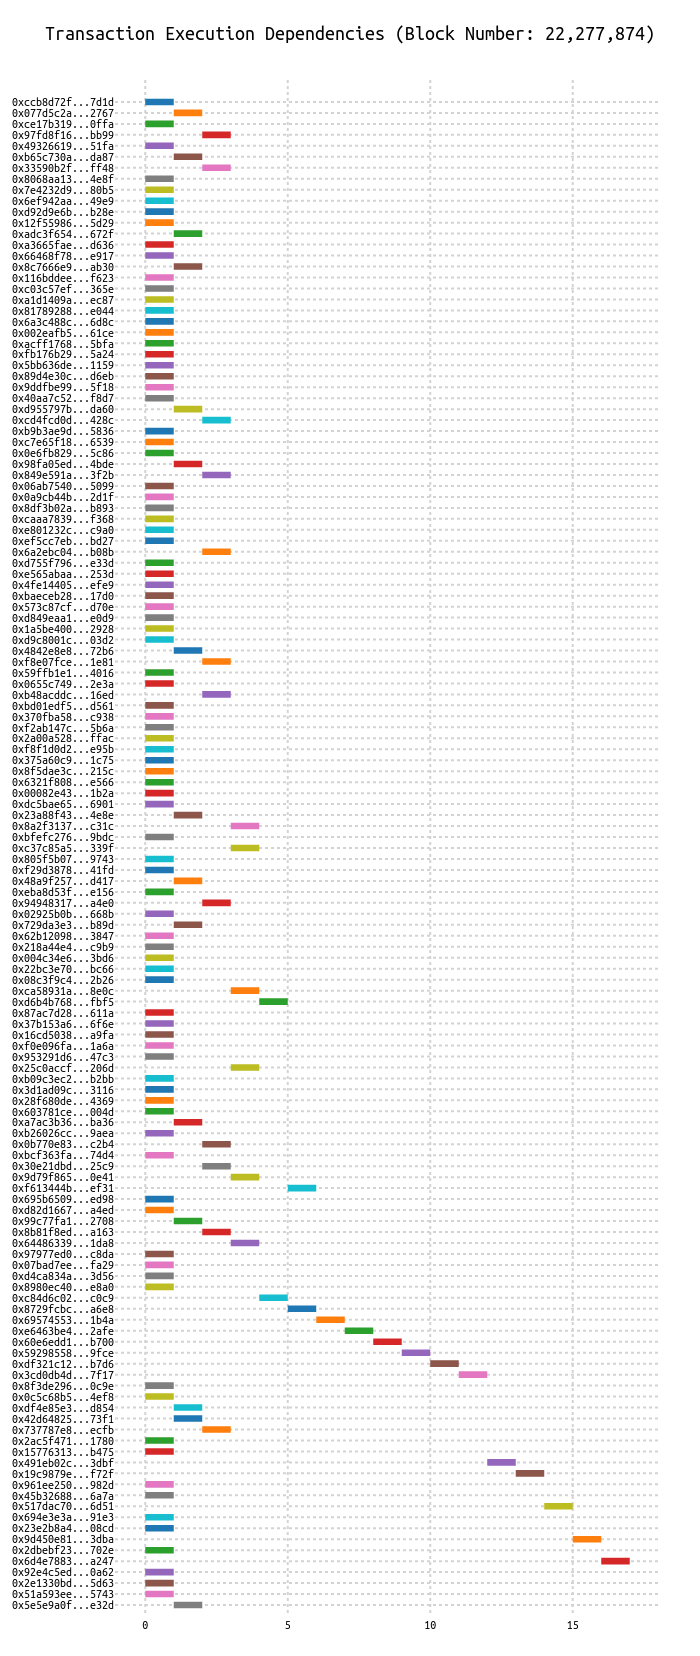 Transaction Execution Dependencies (Block Number: 22,277,874)
0xccb8d72f...7d1d
0x077d5c2a...2767
0xce17b319...0ffa
0x97fd8f16...bb99
0x49326619...51fa
0xb65c730a...da87
0x33590b2f...ff48
0x8068aa13...4e8f
0x7e4232d9...80b5
0x6ef942aa...49e9
0xd92d9e6b...b28e
0x12f55986...5d29
0xadc3f654...672f
0xa3665fae...d636
0x66468f78...e917
0x8c7666e9...ab30
0x116bddee...f623
0xc03c57ef...365e
0xa1d1409a...ec87
0x81789288...e044
0x6a3c488c...6d8c
0x002eafb5...61ce
0xacff1768...5bfa
0xfb176b29...5a24
0x5bb636de...1159
0x89d4e30c...d6eb
0x9ddfbe99...5f18
0x40aa7c52...f8d7
0xd955797b...da60
0xcd4fcd0d...428c
0xb9b3ae9d...5836
0xc7e65f18...6539
0x0e6fb829...5c86
0x98fa05ed...4bde
0x849e591a...3f2b
0x06ab7540...5099
0x0a9cb44b...2d1f
0x8df3b02a...b893
0xcaaa7839...f368
0xe801232c...c9a0
0xef5cc7eb...bd27
0x6a2ebc04...b08b
0xd755f796...e33d
0xe565abaa...253d
0x4fe14405...efe9
0xbaeceb28...17d0
0x573c87cf...d70e
0xd849eaa1...e0d9
0x1a5be400...2928
0xd9c8001c...03d2
0x4842e8e8...72b6
0xf8e07fce...1e81
0x59ffb1e1...4016
0x0655c749...2e3a
0xb48acddc...16ed
0xbd01edf5...d561
0x370fba58...c938
0xf2ab147c...5b6a
0x2a00a528...ffac
0xf8f1d0d2...e95b
0x375a60c9...1c75
0x8f5dae3c...215c
0x6321f808...e566
0x00082e43...1b2a
0xdc5bae65...6901
0x23a88f43...4e8e
0x8a2f3137...c31c
0xbfefc276...9bdc
0xc37c85a5...339f
0x805f5b07...9743
0xf29d3878...41fd
0x48a9f257...d417
0xeba8d53f...e156
0x94948317...a4e0
0x02925b0b...668b
0x729da3e3...b89d
0x62b12098...3847
0x218a44e4...c9b9
0x004c34e6...3bd6
0x22bc3e70...bc66
0x08c3f9c4...2b26
0xca58931a...8e0c
0xd6b4b768...fbf5
0x87ac7d28...611a
0x37b153a6...6f6e
0x16cd5038...a9fa
0xf0e096fa...1a6a
0x953291d6...47c3
0x25c0accf...206d
0xb09c3ec2...b2bb
0x3d1ad09c...3116
0x28f680de...4369
0x603781ce...004d
0xa7ac3b36...ba36
0xb26026cc...9aea
0x0b770e83...c2b4
0xbcf363fa...74d4
0x30e21dbd...25c9
0x9d79f865...0e41
0xf613444b...ef31
0x695b6509...ed98
0xd82d1667...a4ed
0x99c77fa1...2708
0x8b81f8ed...a163
0x64486339...1da8
0x97977ed0...c8da
0x07bad7ee...fa29
0xd4ca834a...3d56
0x8980ec40...e8a0
0xc84d6c02...c0c9
0x8729fcbc...a6e8
0x69574553...1b4a
0xe6463be4...2afe
0x60e6edd1...b700
0x59298558...9fce
0xdf321c12...b7d6
0x3cd0db4d...7f17
0x8f3de296...0c9e
0x0c5c68b5...4ef8
0xdf4e85e3...d854
0x42d64825...73f1
0x737787e8...ecfb
0x2ac5f471...1780
0x15776313...b475
0x491eb02c...3dbf
0x19c9879e...f72f
0x961ee250...982d
0x45b32688...6a7a
0x517dac70...6d51
0x694e3e3a...91e3
0x23e2b8a4...08cd
0x9d450e81...3dba
0x2dbebf23...702e
0x6d4e7883...a247
0x92e4c5ed...0a62
0x2e1330bd...5d63
0x51a593ee...5743
0x5e5e9a0f...e32d
0 5 10 15